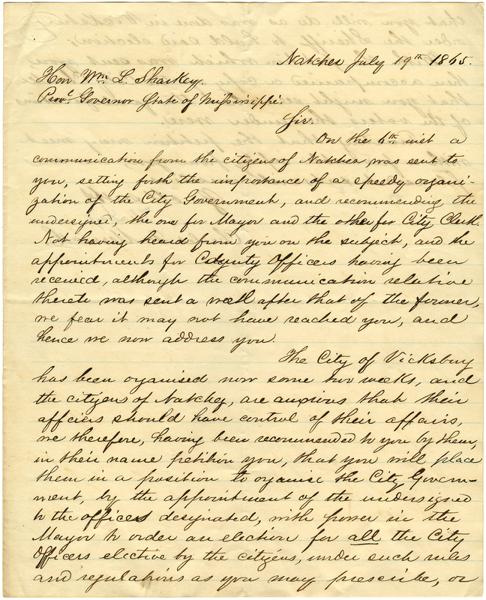 Natchez July 19th 1865.
Hon. Wm. L. Sharkey.
Provl. Governor State of Mississippi.
Sir.
On the 6th inst a
communication from the citizens of Natchez was sent to
you, setting forth the importance of a speedy organi-
zation of the City Government, and recommending the
undersigned, the one for Mayor and the other for City Clerk.
Not having heard from you on the subject, and the
appointments for County Officers having been
received, although the communication relative
thereto was sent a week after that of the former,
we fear it may not have reached you, and
hence we now address you.
The City of Vicksburg
has been organised now some two weeks, and
the citizens of Natchez, are anxious that their
officers should have control of their affairs,
we therefore, having been recommended to you by them,
in their name petition you, that you will place
them in a position to organise the City Govern-
ment, by the appointment of the undersigned
to the offices designated, with power in the
Mayor to order an election for all the City
Officers elective by the citizens, under such rules
and regulations as you may prescribe, or